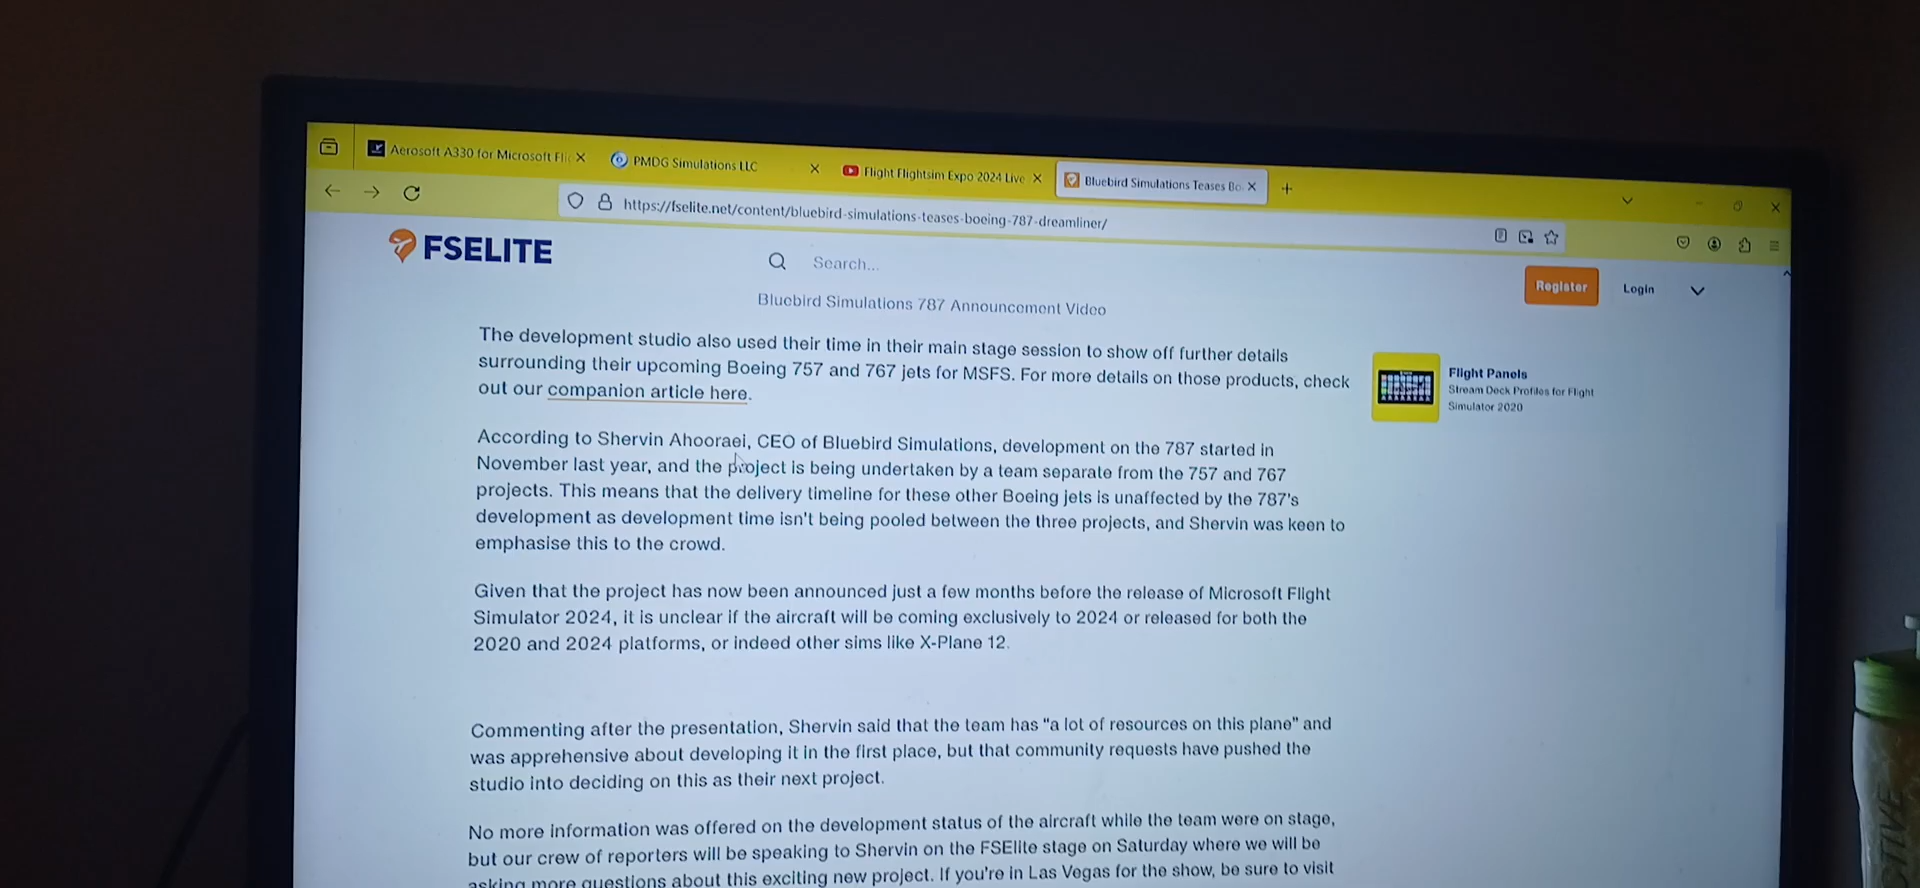 Aerosoft A330 for Microsoft Flig
PMDG Simulations LLC
Flight Flightsim Expo 2024 Live
Bluebird Simulations Teases Bo
https://fselite.net/content/bluebird-simulations-teases-boeing-787-dreamliner/
FSELITE
Search...
Register
Login
Bluebird Simulations 787 Announcement Video
The development studio also used their time in their main stage session to show off further details
surrounding their upcoming Boeing 757 and 767 jets for MSFS. For more details on those products, check
out our companion article here.
Flight Panels
Stream Deck Profiles for Flight
Simulator 2020
According to Shervin Ahooraei, CEO of Bluebird Simulations, development on the 787 started in
November last year, and the project is being undertaken by a team separate from the 757 and 767
projects. This means that the delivery timeline for these other Boeing jets is unaffected by the 787's
development as development time isn't being pooled between the three projects, and Shervin was keen to
emphasise this to the crowd.
Given that the project has now been announced just a few months before the release of Microsoft Flight
Simulator 2024, it is unclear if the aircraft will be coming exclusively to 2024 or released for both the
2020 and 2024 platforms, or indeed other sims like X-Plane 12.
Commenting after the presentation, Shervin said that the team has "a lot of resources on this plane" and
was apprehensive about developing it in the first place, but that community requests have pushed the
studio into deciding on this as their next project.
No more information was offered on the development status of the aircraft while the team were on stage,
but our crew of reporters will be speaking to Shervin on the FSElite stage on Saturday where we will be
asking more questions about this exciting new project. If you're in Las Vegas for the show, be sure to visit